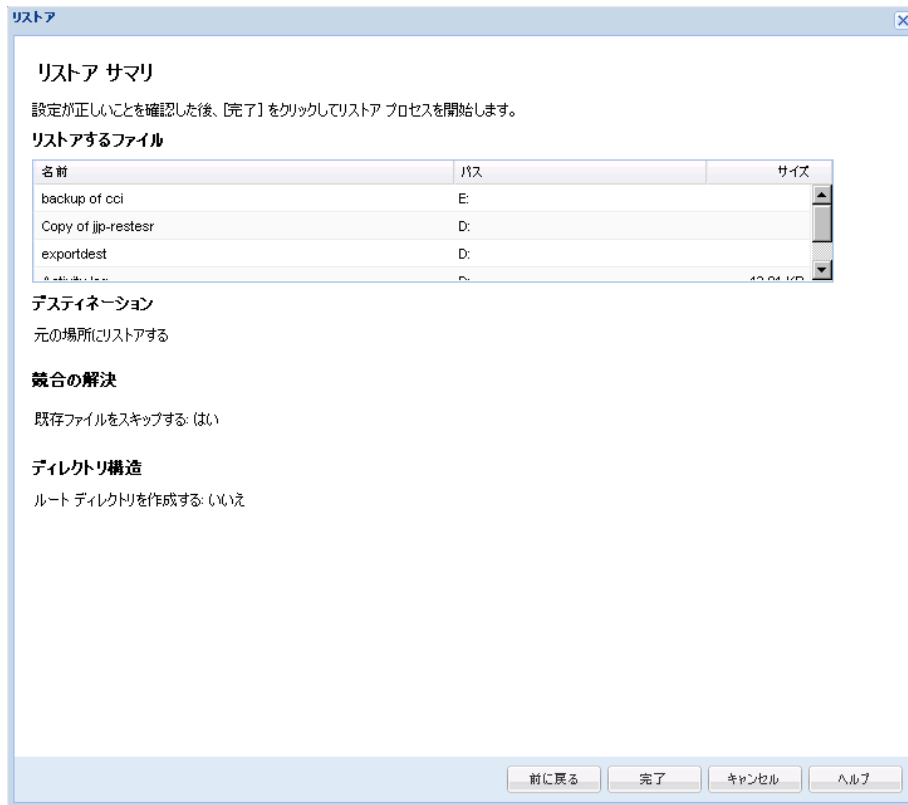 リストア
リストア サマリ
設定が正しいことを確認した後、[完了] をクリックしてリストア プロセスを開始します。
リストアするファイル
名前 パス サイズ
backup of cci E:
Copy of jjp-restesr D:
exportdest D:
デスティネーション
元の場所にリストアする
競合の解決
既存ファイルをスキップする: はい
ディレクトリ構造
ルート ディレクトリを作成する: いいえ
前に戻る 完了 キャンセル ヘルプ